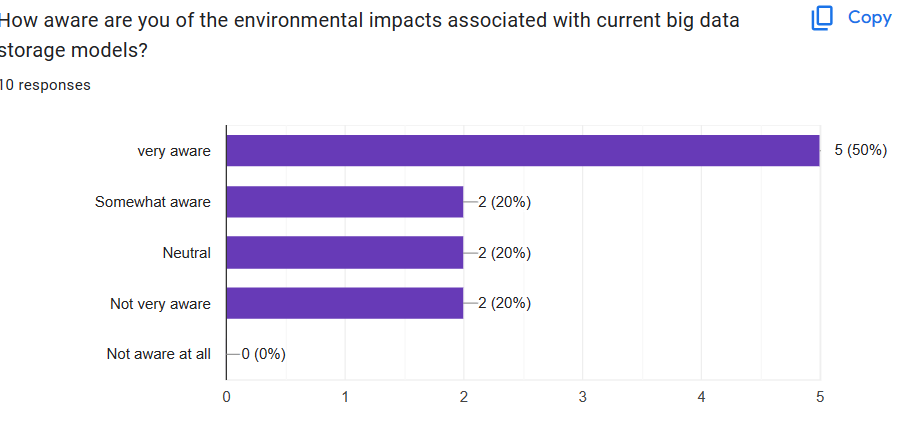 How aware are you of the environmental impacts associated with current big data
storage models?
Copy
10 responses
very aware
5 (50%)
Somewhat aware
2 (20%)
Neutral
2 (20%)
Not very aware
2 (20%)
Not aware at all
0 (0%)
0 1 2 3 4 5